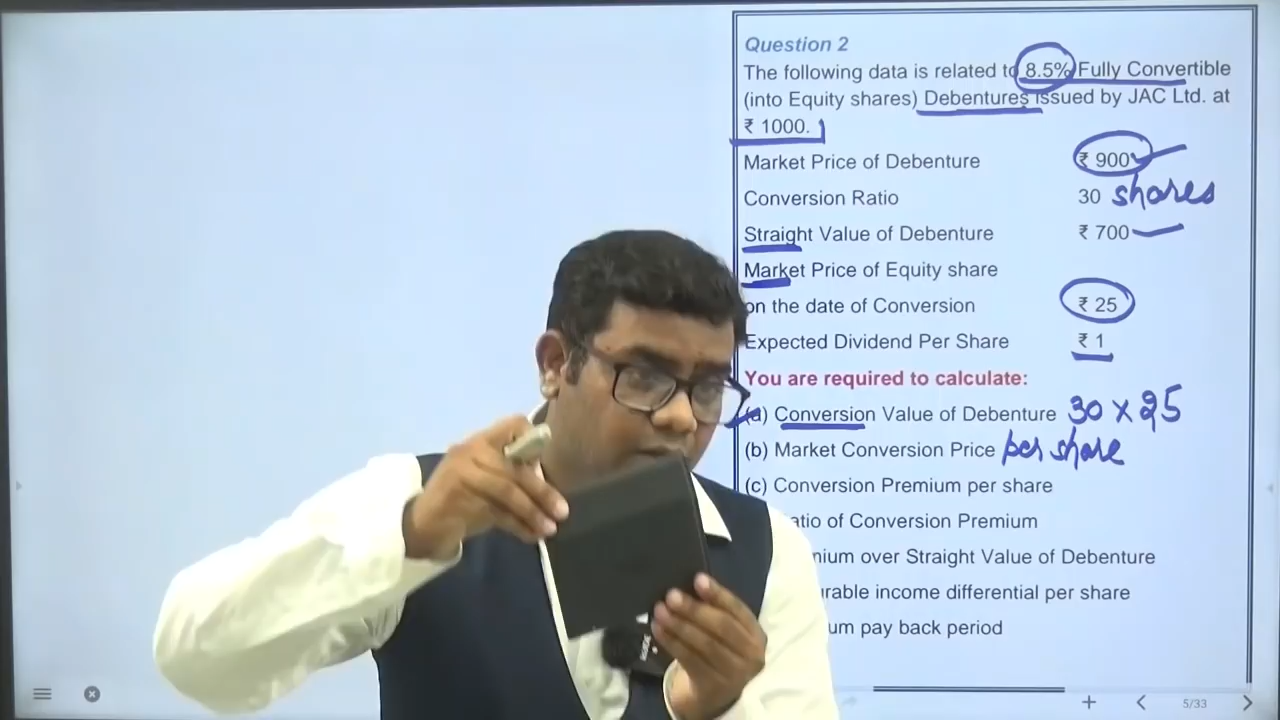 Question 2
The following data is related to 8.5% Fully Convertible
(into Equity shares) Debentures issued by JAC Ltd. at
₹ 1000.
Market Price of Debenture ₹ 900
Conversion Ratio 30 shares
Straight Value of Debenture ₹ 700
Market Price of Equity share
on the date of Conversion ₹ 25
Expected Dividend Per Share ₹ 1
You are required to calculate:
(a) Conversion Value of Debenture 30 × 25
(b) Market Conversion Price per share
(c) Conversion Premium per share
of Conversion Premium
over Straight Value of Debenture
income differential per share
pay back period
5/33